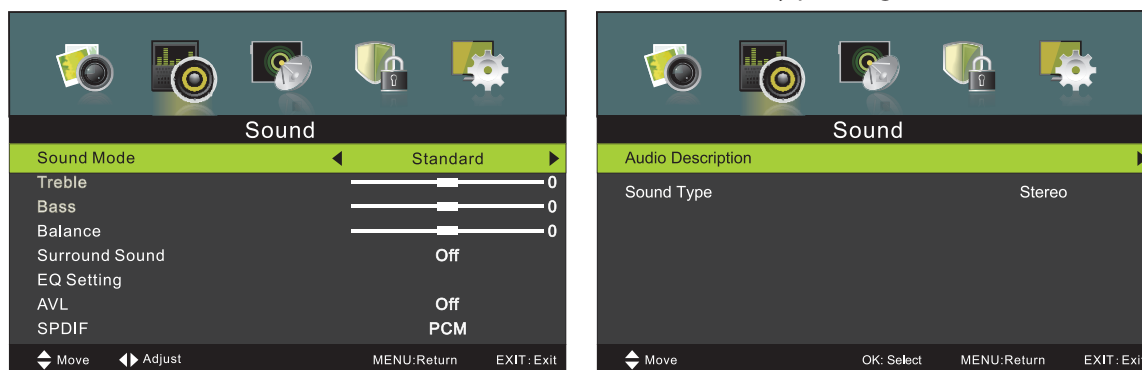 Sound
Sound Mode Standard
Treble 0
Bass 0
Balance 0
Surround Sound Off
EQ Setting
AVL Off
SPDIF PCM
Move Adjust MENU:Return EXIT:Exit
Sound
Audio Description
Sound Type Stereo
Move OK: Select MENU:Return EXIT:Exit